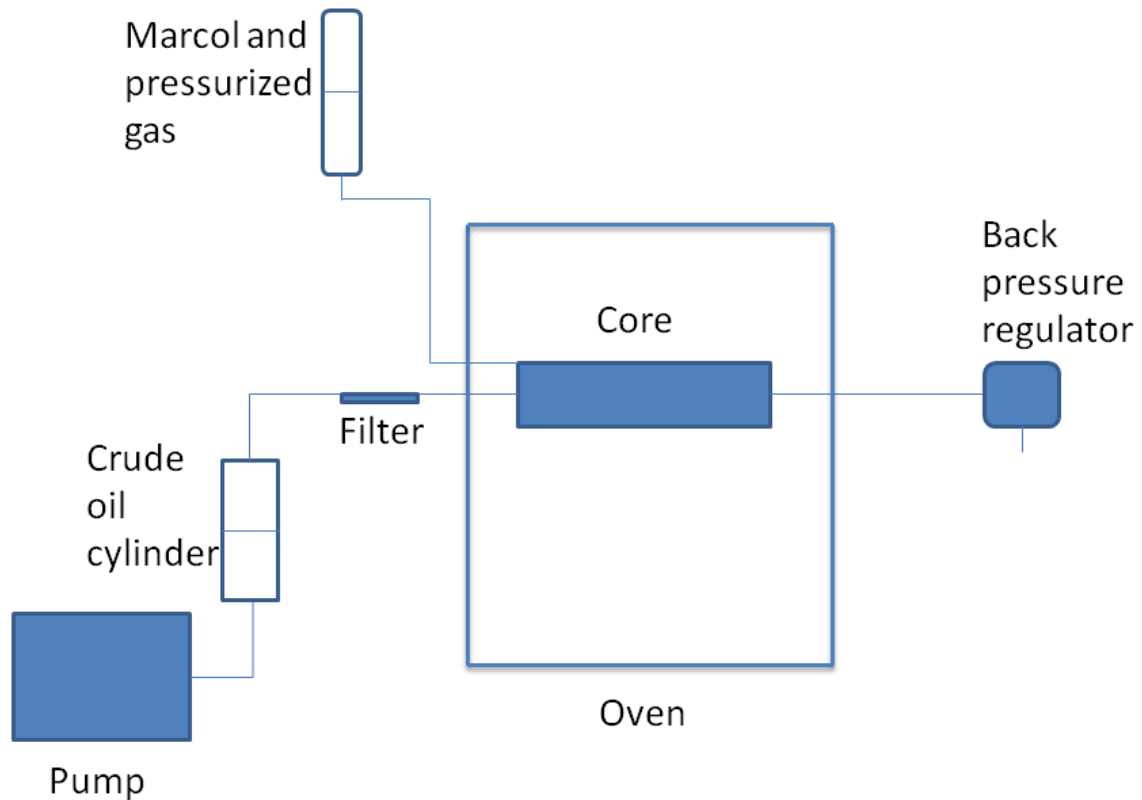 Marcol and
pressurized
gas
Back
pressure
regulator
Core
Filter
Crude
oil
cylinder
Oven
Pump